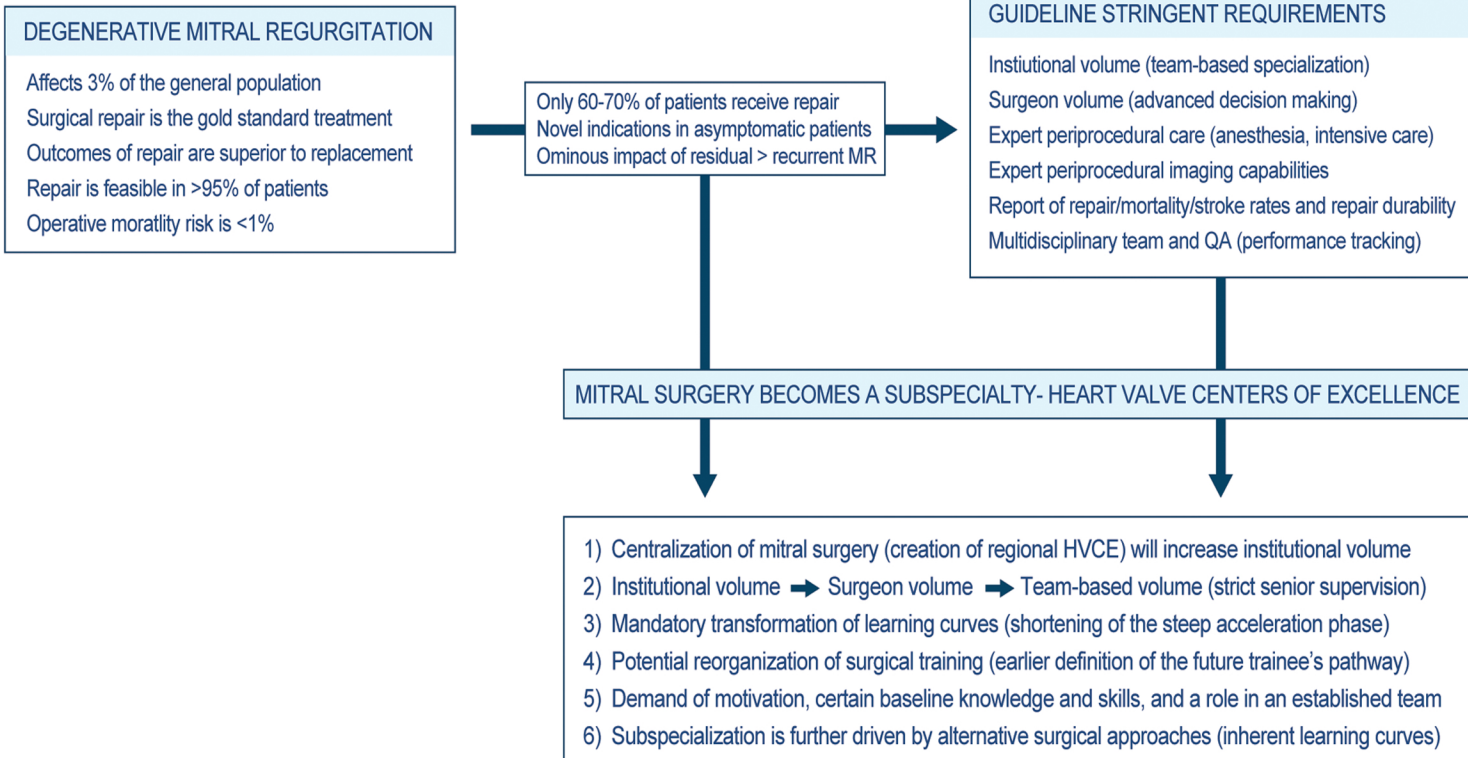 DEGENERATIVE MITRAL REGURGITATION
Affects 3% of the general population
Surgical repair is the gold standard treatment
Outcomes of repair are superior to replacement
Repair is feasible in >95% of patients
Operative moratlity risk is <1%
Only 60-70% of patients receive repair
Novel indications in asymptomatic patients
Ominous impact of residual > recurrent MR
GUIDELINE STRINGENT REQUIREMENTS
Instiutional volume (team-based specialization)
Surgeon volume (advanced decision making)
Expert periprocedural care (anesthesia, intensive care)
Expert periprocedural imaging capabilities
Report of repair/mortality/stroke rates and repair durability
Multidisciplinary team and QA (performance tracking)
MITRAL SURGERY BECOMES A SUBSPECIALTY- HEART VALVE CENTERS OF EXCELLENCE
1) Centralization of mitral surgery (creation of regional HVCE) will increase institutional volume
2) Institutional volume ➡ Surgeon volume ➡ Team-based volume (strict senior supervision)
3) Mandatory transformation of learning curves (shortening of the steep acceleration phase)
4) Potential reorganization of surgical training (earlier definition of the future trainee's pathway)
5) Demand of motivation, certain baseline knowledge and skills, and a role in an established team
6) Subspecialization is further driven by alternative surgical approaches (inherent learning curves)